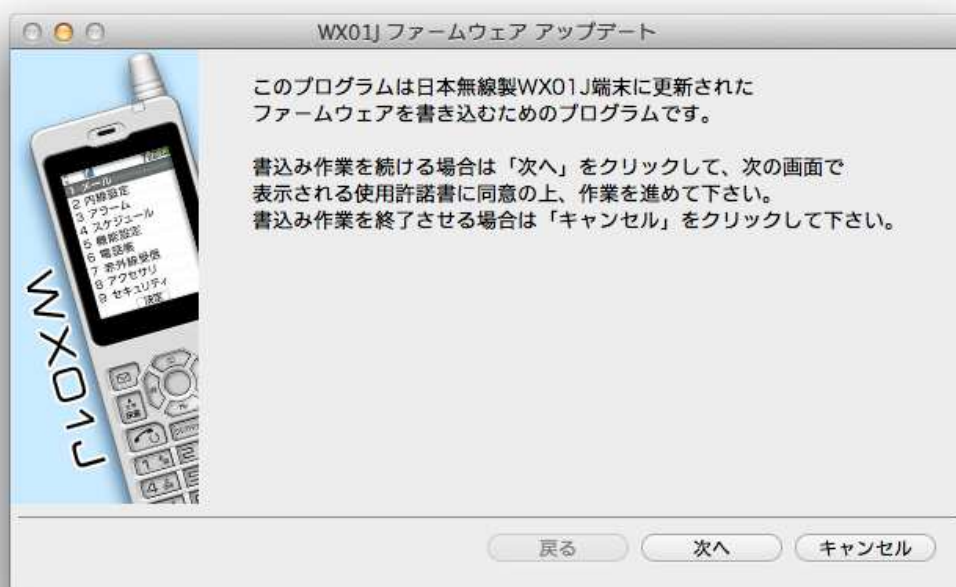 WX01J ファームウェア アップデート
このプログラムは日本無線製WX01J端末に更新された
ファームウェアを書き込むためのプログラムです。
書込み作業を続ける場合は「次へ」をクリックして、次の画面で
表示される使用許諾書に同意の上、作業を進めて下さい。
書込み作業を終了させる場合は「キャンセル」をクリックして下さい。
1 メール
2 内線設定
3 アラーム
4 スケジュール
5 機能設定
6 電話帳
7 赤外線受信
8 アクセサリ
9 セキュリティ
決定
WX01J
戻る
次へ
キャンセル